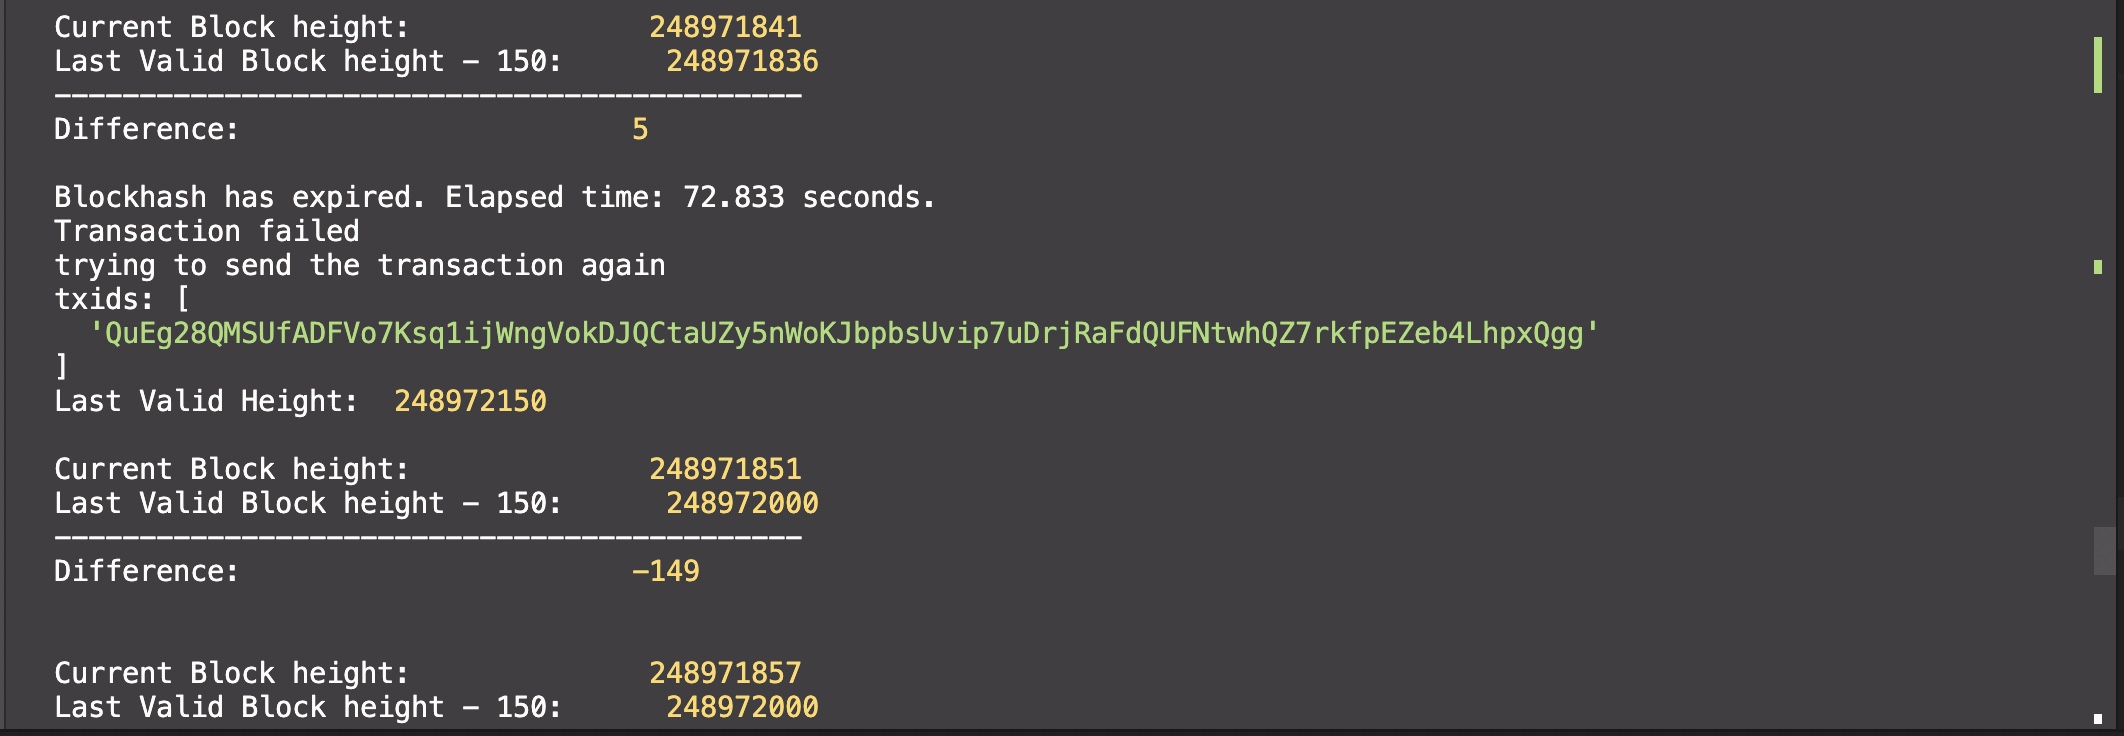 Current Block height: 248971841
Last Valid Block height - 150: 248971836
--------------------------------------------
Difference: 5
Blockhash has expired. Elapsed time: 72.833 seconds.
Transaction failed
trying to send the transaction again
txids: [
'QuEg28QMSUfADFVo7Ksq1ijWngVokDJQCtaUZy5nWoKJbpbsUvip7uDrjRaFdQUFNtwhQZ7rkfpEZeb4LhpxQgg'
]
Last Valid Height: 248972150
Current Block height: 248971851
Last Valid Block height - 150: 248972000
--------------------------------------------
Difference: -149
Current Block height: 248971857
Last Valid Block height - 150: 248972000